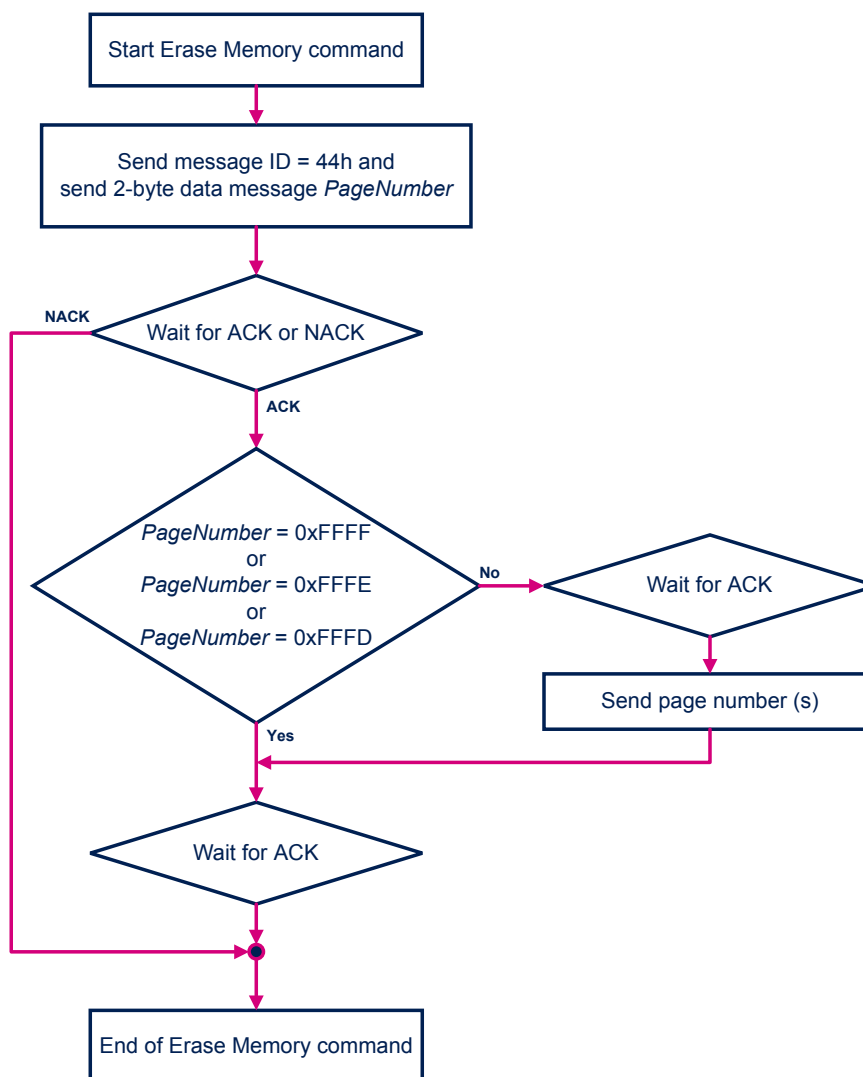 Start Erase Memory command
Send message ID = 44h and
send 2-byte data message PageNumber
NACK
Wait for ACK or NACK
ACK
PageNumber = 0xFFFF
or
PageNumber = 0xFFFE
or
PageNumber = 0xFFFD
No
Wait for ACK
Send page number (s)
Yes
Wait for ACK
End of Erase Memory command